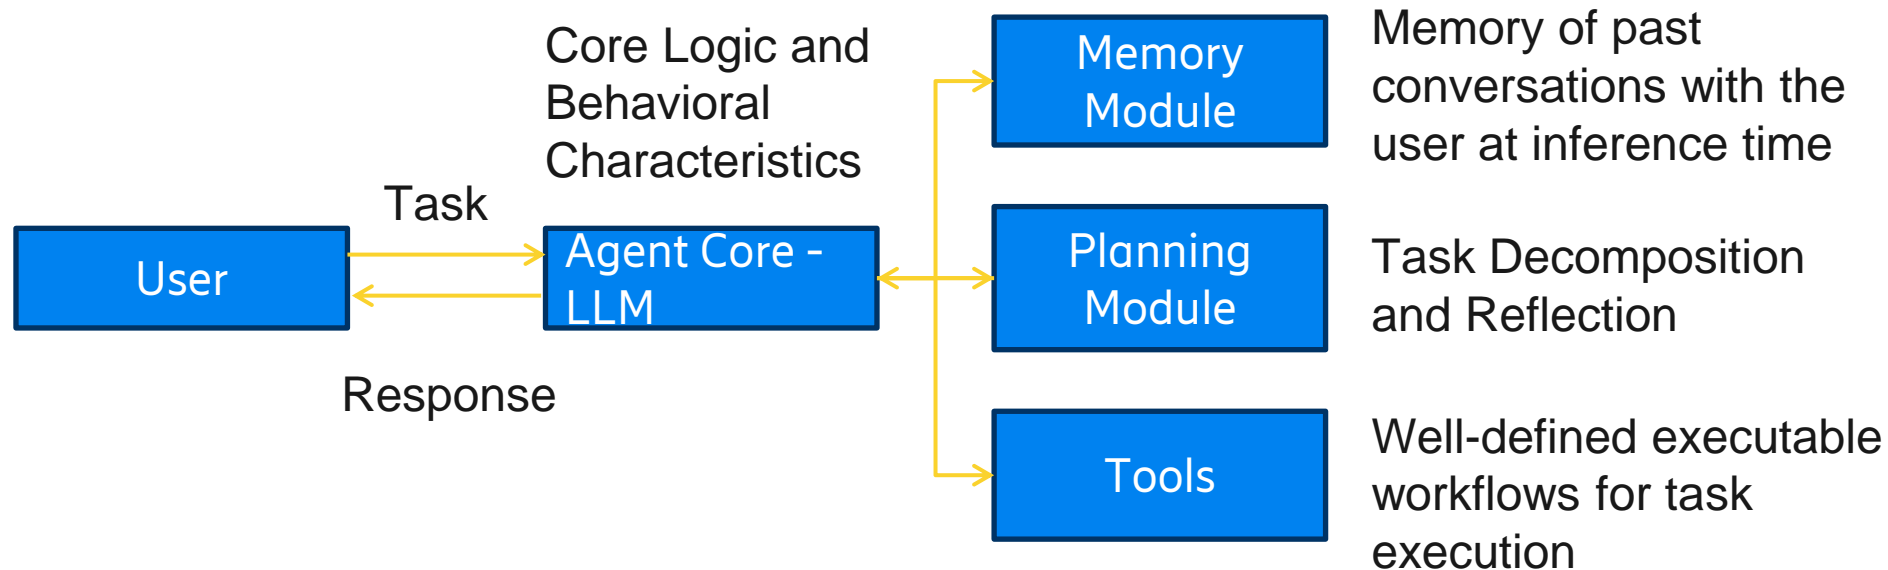 User
Task
Response
Core Logic and
Behavioral
Characteristics
Agent Core -
LLM
Memory
Module
Memory of past
conversations with the
user at inference time
Planning
Module
Task Decomposition
and Reflection
Tools
Well-defined executable
workflows for task
execution